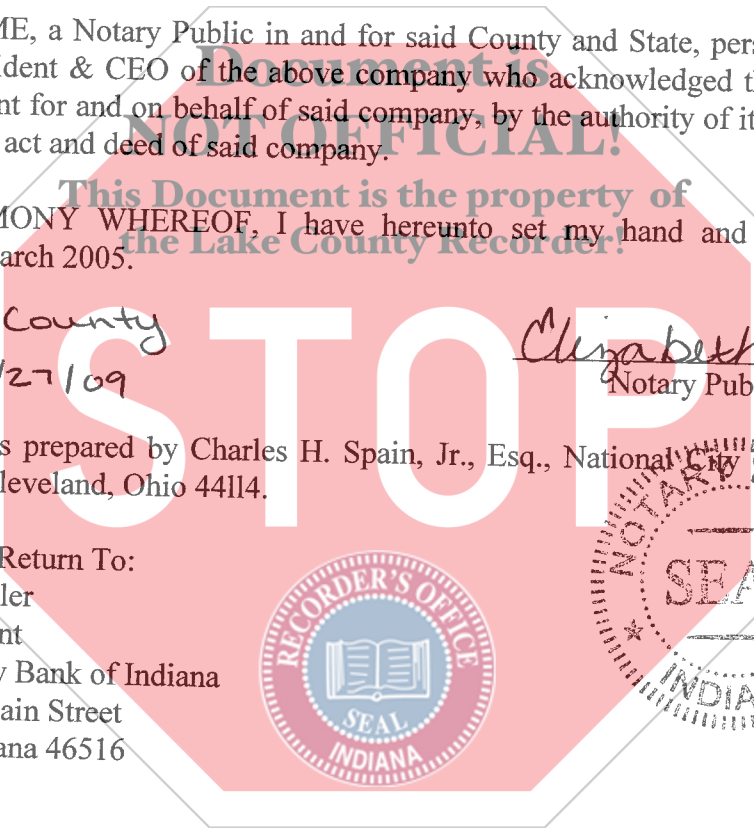 ME, a Notary Public in and for said County and State, pers
ident & CEO of the above company who acknowledged th
nt for and on behalf of said company, by the authority of it
act and deed of said company.
Document is
NOT OFFICIAL!
This Document is the property of
the Lake County Recorder!
MONY WHEREOF, I have hereunto set my hand and
arch 2005.
STOP
County
/27/09
Elizabeth
Notary Pub
s prepared by Charles H. Spain, Jr., Esq., National City
leveland, Ohio 44114.
NOTARY
SEA
INDIA
Return To:
ler
nt
y Bank of Indiana
ain Street
ana 46516
RECORDER'S OFFICE
SEAL
INDIANA